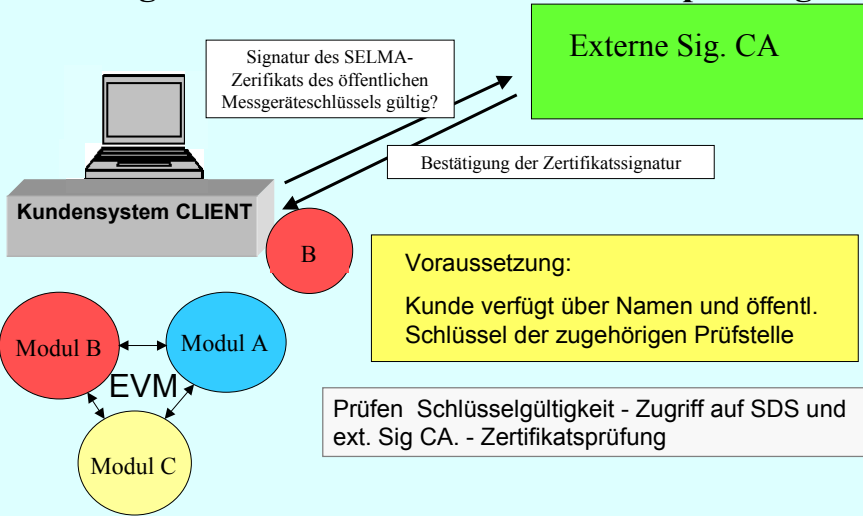 Signatur des SELMA-
Zerifikats des öffentlichen
Messgeräteschlüssels gültig?
Externe Sig. CA
Bestätigung der Zertifikatssignatur
Kundensystem CLIENT
B
Voraussetzung:
Kunde verfügt über Namen und öffentl.
Schlüssel der zugehörigen Prüfstelle
Modul B
Modul A
EVM
Modul C
Prüfen  Schlüsselgültigkeit - Zugriff auf SDS und
ext. Sig CA. - Zertifikatsprüfung